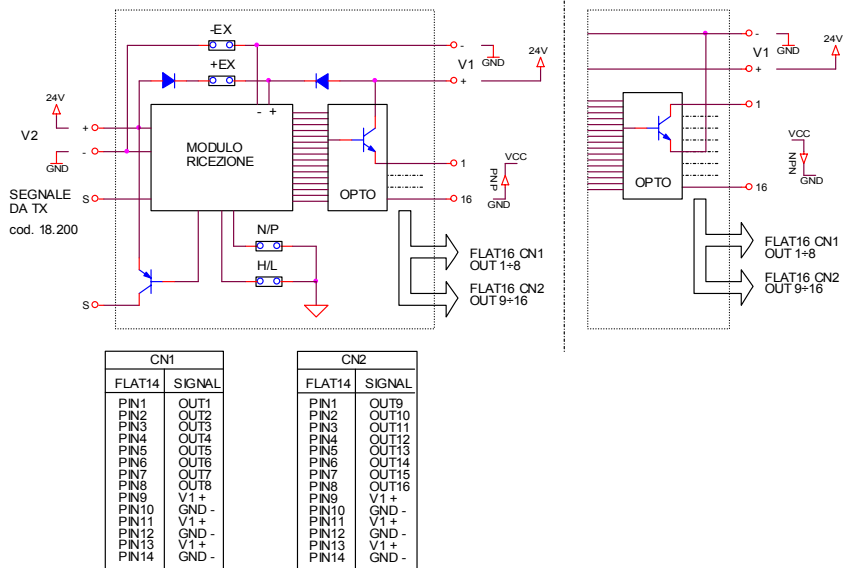 -EX
+EX
-
V1
GND
24V
+
24V
V2
+
-
GND
- +
MODULO
RICEZIONE
OPTO
1
16
PNP
VCC
GND
SEGNALE
DA TX
cod. 18.200
S
S
N/P
H/L
FLAT16 CN1
OUT 1÷8
FLAT16 CN2
OUT 9÷16
-
V1
GND
24V
+
1
OPTO
16
VCC
NPN
GND
FLAT16 CN1
OUT 1÷8
FLAT16 CN2
OUT 9÷16
CN1
FLAT14 SIGNAL
PIN1 OUT1
PIN2 OUT2
PIN3 OUT3
PIN4 OUT4
PIN5 OUT5
PIN6 OUT6
PIN7 OUT7
PIN8 OUT8
PIN9 V1 +
PIN10 GND -
PIN11 V1 +
PIN12 GND -
PIN13 V1 +
PIN14 GND -
CN2
FLAT14 SIGNAL
PIN1 OUT9
PIN2 OUT10
PIN3 OUT11
PIN4 OUT12
PIN5 OUT13
PIN6 OUT14
PIN7 OUT15
PIN8 OUT16
PIN9 V1 +
PIN10 GND -
PIN11 V1 +
PIN12 GND -
PIN13 V1 +
PIN14 GND -